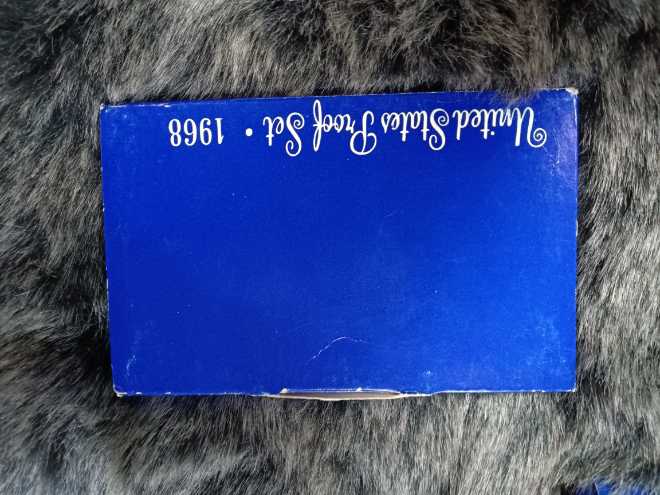 United States Proof Set • 1968